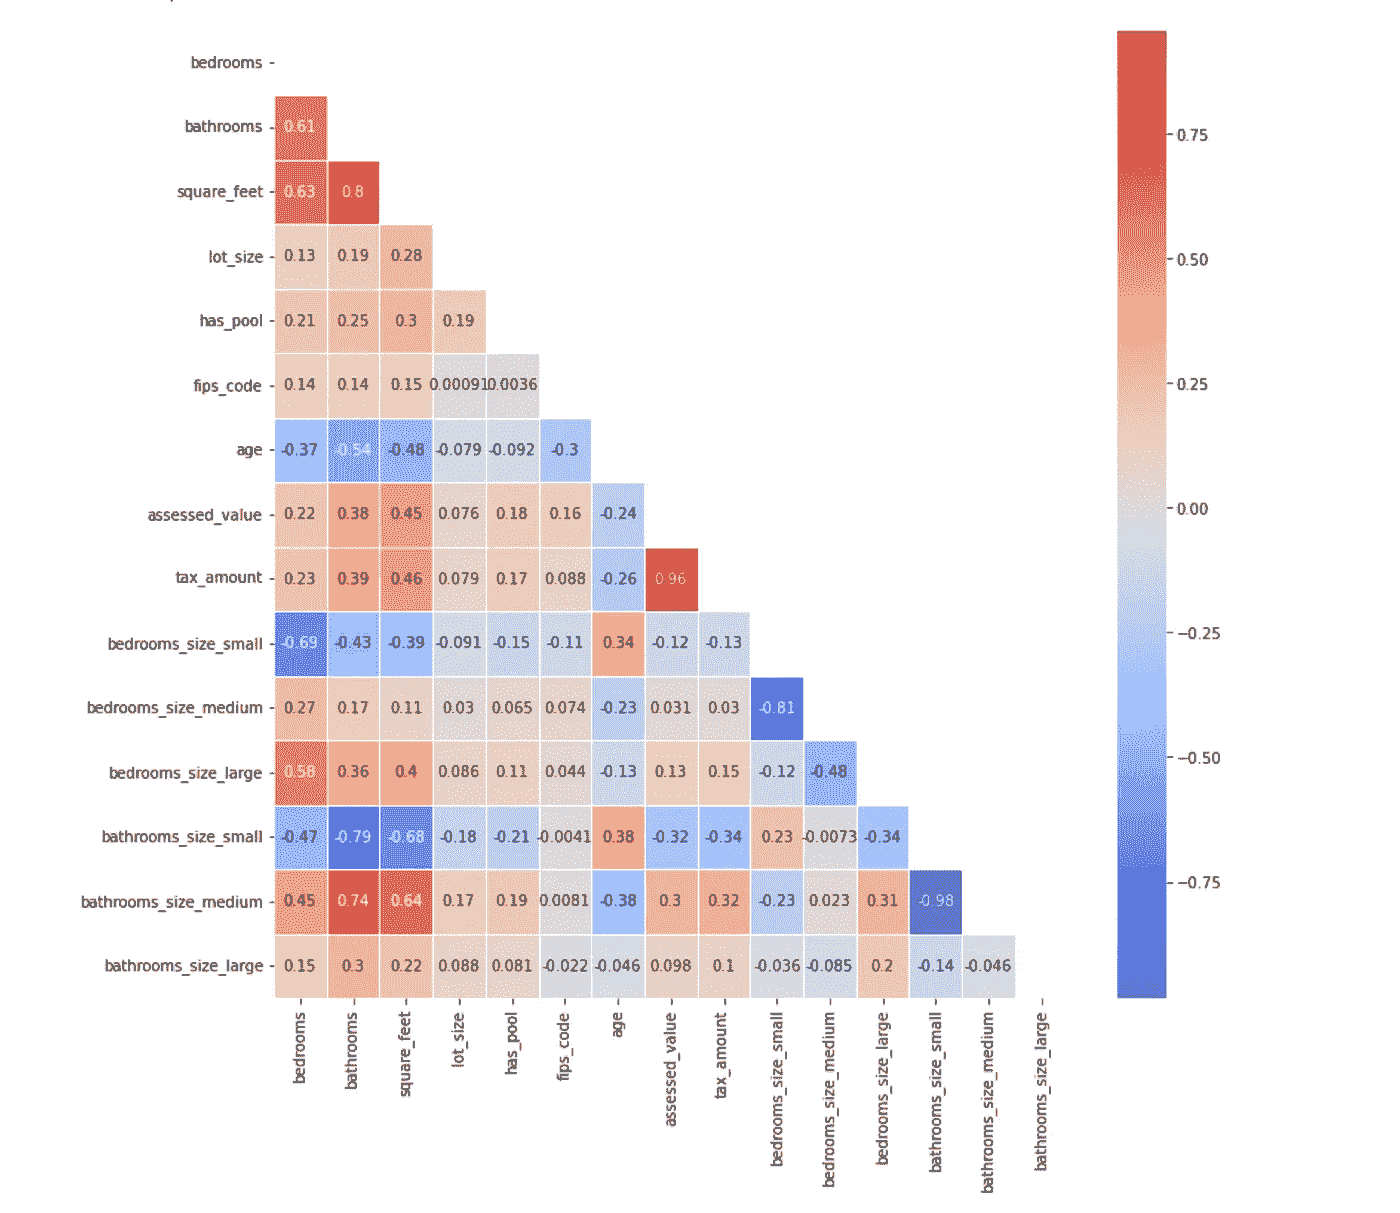 bedrooms
bathrooms 0.61
square_feet 0.63 0.8
lot_size 0.13 0.19 0.28
has_pool 0.21 0.25 0.3 0.19
fips_code 0.14 0.14 0.15 0.00091 0.0036
age -0.37 -0.54 -0.48 -0.079 -0.092 -0.3
assessed_value 0.22 0.38 0.45 0.076 0.18 0.16 -0.24
tax_amount 0.23 0.39 0.46 0.079 0.17 0.088 -0.26 0.96
bedrooms_size_small -0.69 -0.43 -0.39 -0.091 -0.15 -0.11 0.34 -0.12 -0.13
bedrooms_size_medium 0.27 0.17 0.11 0.03 0.065 0.074 -0.23 0.031 0.03 -0.81
bedrooms_size_large 0.58 0.36 0.4 0.086 0.11 0.044 -0.13 0.13 0.15 -0.12 -0.48
bathrooms_size_small -0.47 -0.79 -0.68 -0.18 -0.21 -0.0041 0.38 -0.32 -0.34 0.23 -0.0073 -0.34
bathrooms_size_medium 0.45 0.74 0.64 0.17 0.19 0.0081 -0.38 0.3 0.32 -0.23 0.023 0.31 -0.98
bathrooms_size_large 0.15 0.3 0.22 0.088 0.081 -0.022 -0.046 0.098 0.1 -0.036 -0.085 0.2 -0.14 -0.046
bedrooms
bathrooms
square_feet
lot_size
has_pool
fips_code
age
assessed_value
tax_amount
bedrooms_size_small
bedrooms_size_medium
bedrooms_size_large
bathrooms_size_small
bathrooms_size_medium
bathrooms_size_large
0.75
0.50
0.25
0.00
-0.25
-0.50
-0.75